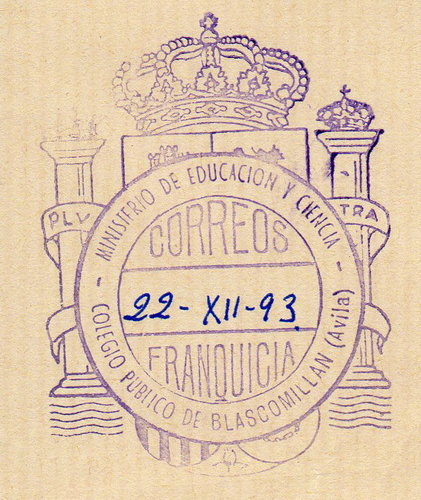 PLV
TRA
MINISTERIO DE EDUCACION Y CIENCIA
CORREOS
22-XII-93
FRANQUICIA
COLEGIO PUBLICO DE BLASCOMILLAN (Avila)